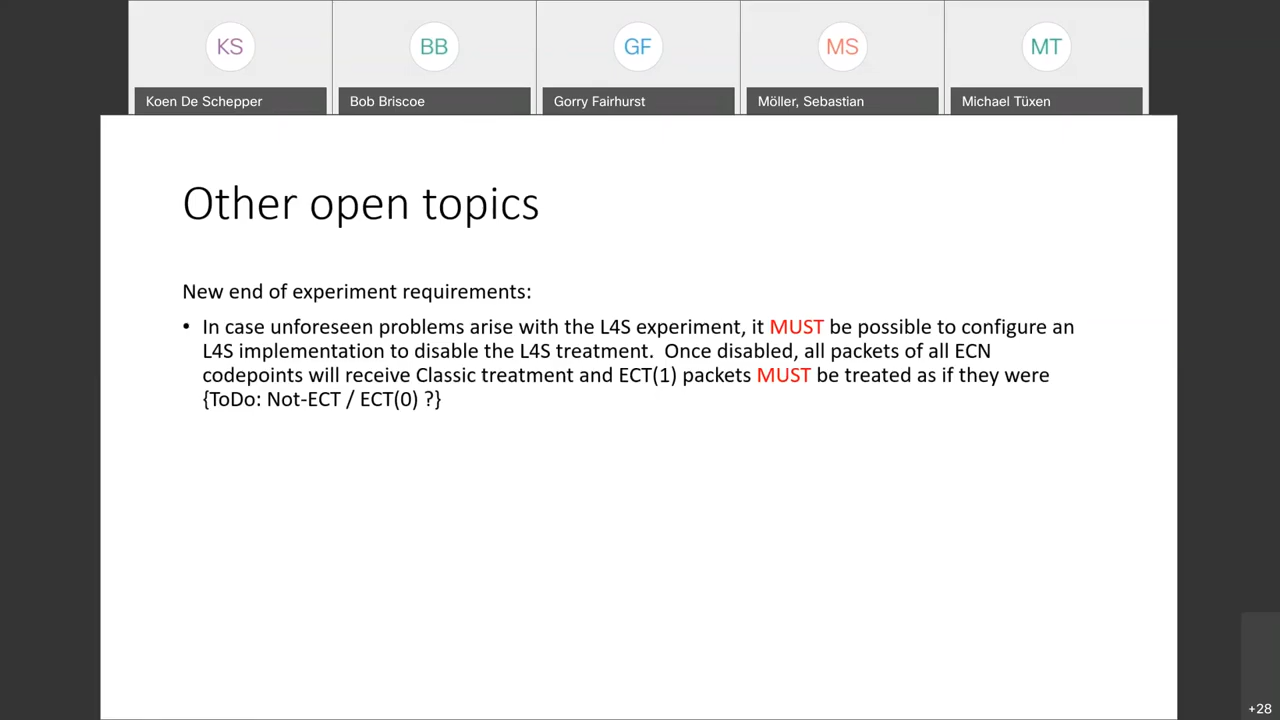 KS
BB
GF
MS
MT
Koen De Schepper
Bob Briscoe
Gorry Fairhurst
Möller, Sebastian
Michael Tüxen
Other open topics
New end of experiment requirements:
• In case unforeseen problems arise with the L4S experiment, it MUST be possible to configure an
L4S implementation to disable the L4S treatment.  Once disabled, all packets of all ECN
codepoints will receive Classic treatment and ECT(1) packets MUST be treated as if they were
{ToDo: Not-ECT / ECT(0) ?}
+28